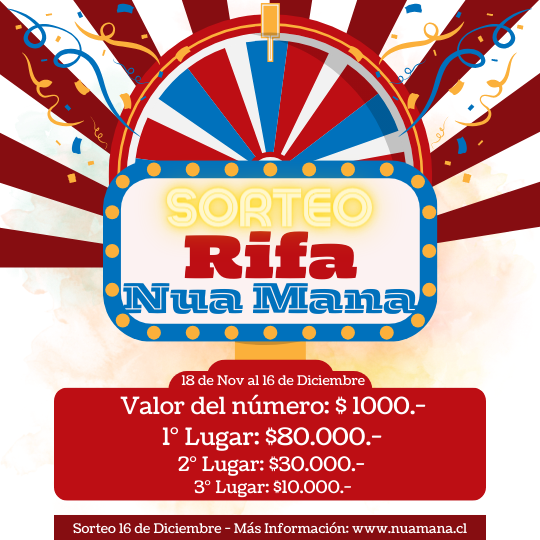 SORTEO
Rifa
Nua Mana
18 de Nov al 16 de Diciembre
Valor del número: $ 1000.-
1° Lugar: $80.000.-
2° Lugar: $30.000.-
3° Lugar: $10.000.-
Sorteo 16 de Diciembre - Más Información: www.nuamana.cl